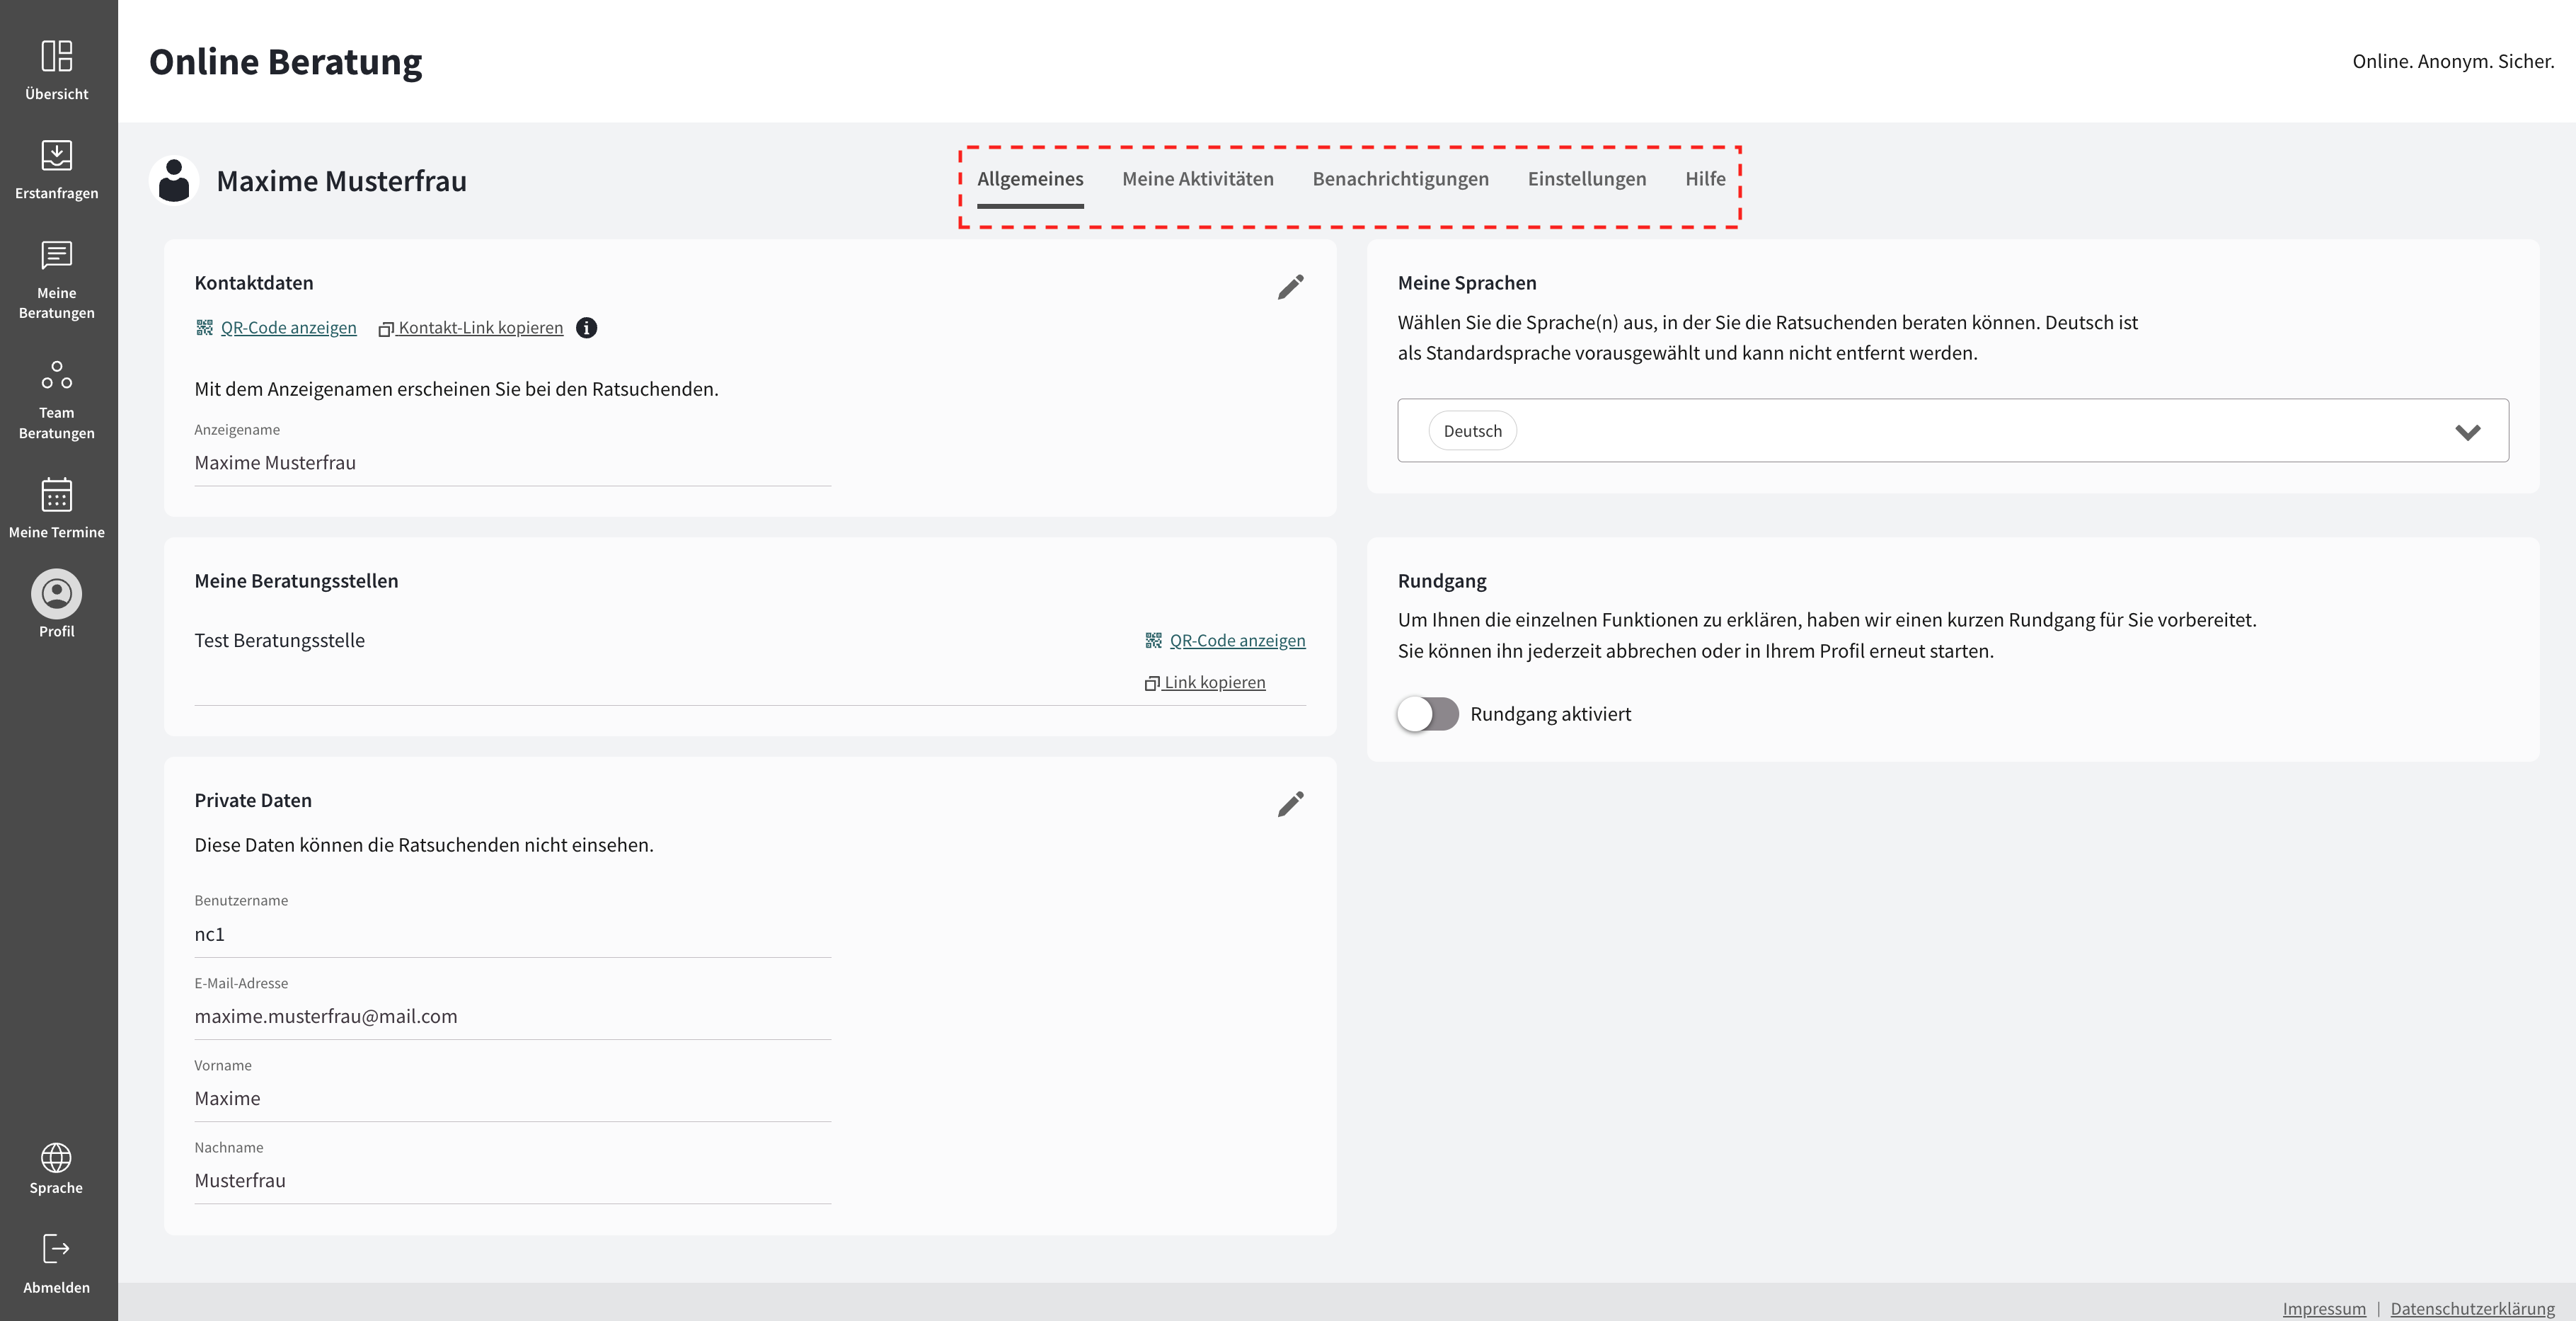 Übersicht
Erstanfragen
Meine
Beratungen
Team
Beratungen
Meine Termine
Profil
Sprache
Abmelden
Online Beratung
Online. Anonym. Sicher.
Maxime Musterfrau
Allgemeines Meine Aktivitäten Benachrichtigungen Einstellungen Hilfe
Kontaktdaten
QR-Code anzeigen Kontakt-Link kopieren
Mit dem Anzeigenamen erscheinen Sie bei den Ratsuchenden.
Anzeigename
Maxime Musterfrau
Meine Beratungsstellen
Test Beratungsstelle
QR-Code anzeigen
Link kopieren
Private Daten
Diese Daten können die Ratsuchenden nicht einsehen.
Benutzername
nc1
E-Mail-Adresse
maxime.musterfrau@mail.com
Vorname
Maxime
Nachname
Musterfrau
Meine Sprachen
Wählen Sie die Sprache(n) aus, in der Sie die Ratsuchenden beraten können. Deutsch ist
als Standardsprache vorausgewählt und kann nicht entfernt werden.
Deutsch
Rundgang
Um Ihnen die einzelnen Funktionen zu erklären, haben wir einen kurzen Rundgang für Sie vorbereitet.
Sie können ihn jederzeit abbrechen oder in Ihrem Profil erneut starten.
Rundgang aktiviert
Impressum | Datenschutzerklärung